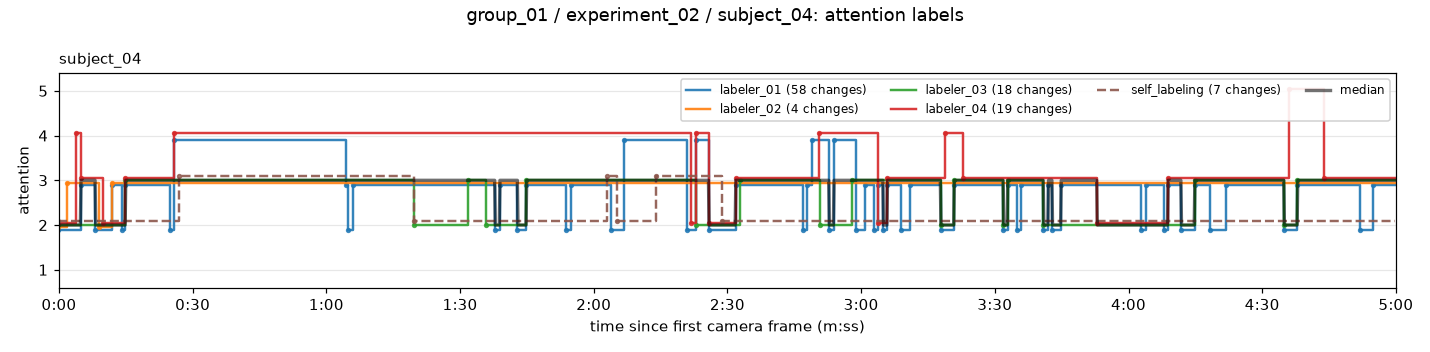 group_01 / experiment_02 / subject_04: attention labels
subject_04
labeler_01 (58 changes)
labeler_02 (4 changes)
labeler_03 (18 changes)
labeler_04 (19 changes)
self_labeling (7 changes)
median
attention
5
4
3
2
1
0:00 0:30 1:00 1:30 2:00 2:30 3:00 3:30 4:00 4:30 5:00
time since first camera frame (m:ss)